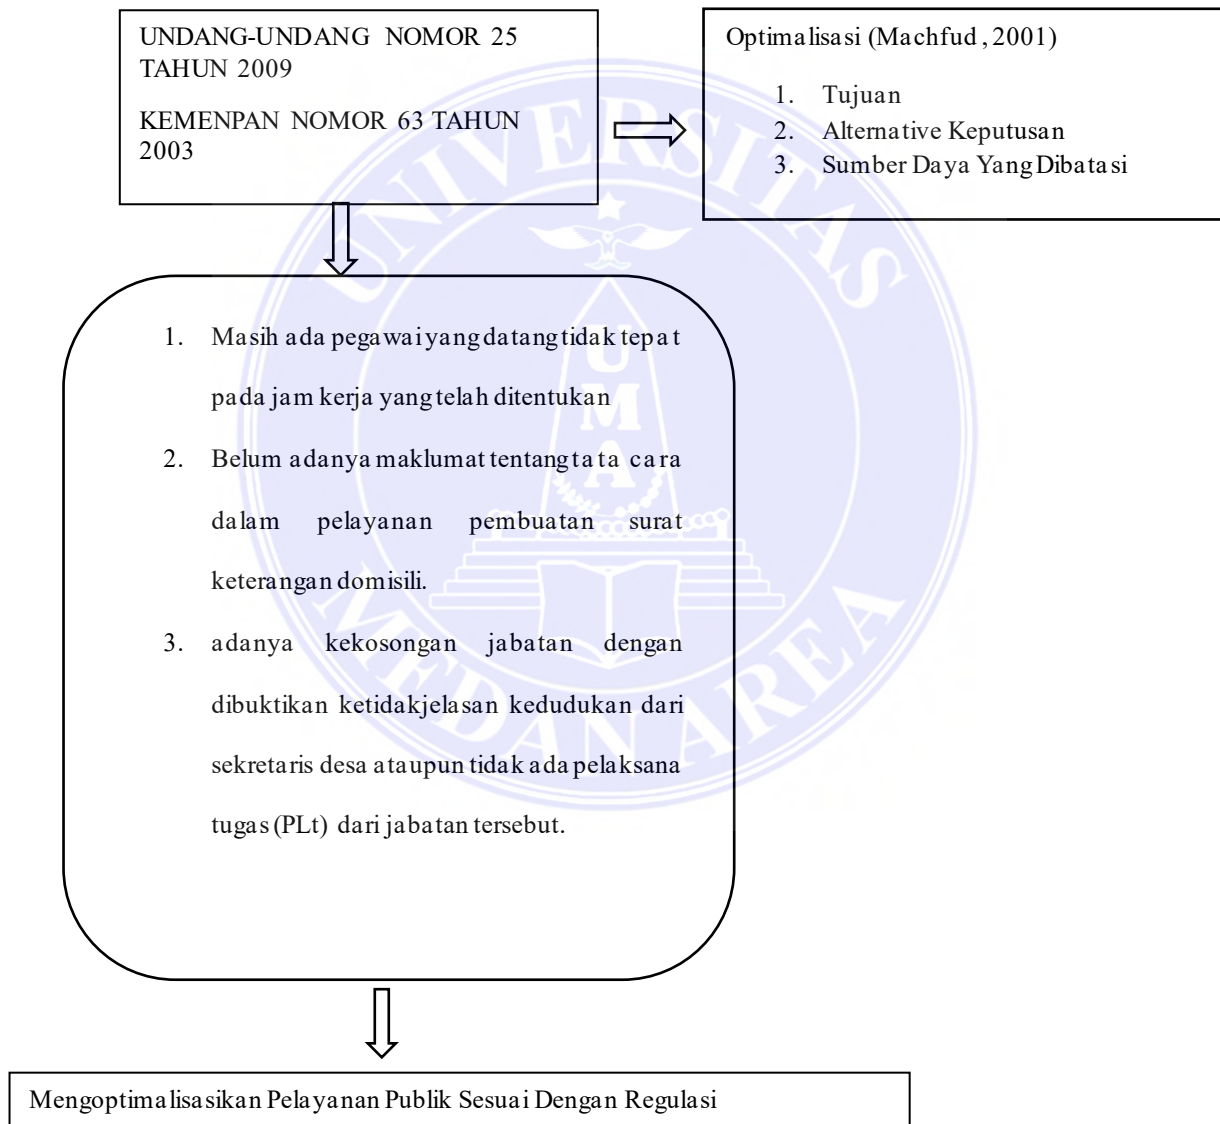 UNDANG-UNDANG NOMOR 25
TAHUN 2009
KEMENPAN NOMOR 63 TAHUN
2003
Optimalisasi (Machfud, 2001)
1. Tujuan
2. Alternative Keputusan
3. Sumber Daya Yang Dibatasi
1. Masih ada pegawai yang datang tidak tepat
pada jam kerja yang telah ditentukan
2. Belum adanya maklumat tentang tata cara
dalam pelayanan pembuatan surat
keterangan domisili.
3. adanya kekosongan jabatan dengan
dibuktikan ketidakjelasan kedudukan dari
sekretaris desa ataupun tidak ada pelaksana
tugas (PLt) dari jabatan tersebut.
Mengoptimalisasikan Pelayanan Publik Sesuai Dengan Regulasi
UNIVERSITAS
UMA
MEDAN AREA